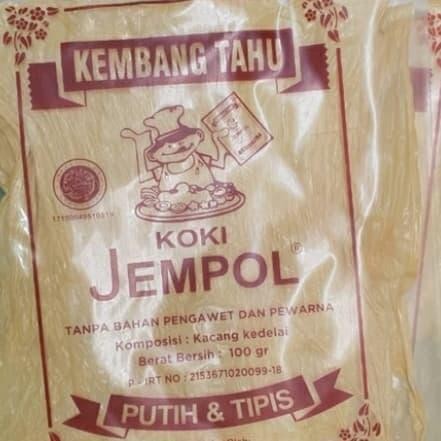 KEMBANG TAHU
KOKI
JEMPOL®
TANPA BAHAN PENGAWET DAN PEWARNA
Komposisi : Kacang kedelai
Berat Bersih : 100 gr
P - IRT NO : 2153671020099-18
PUTIH & TIPIS